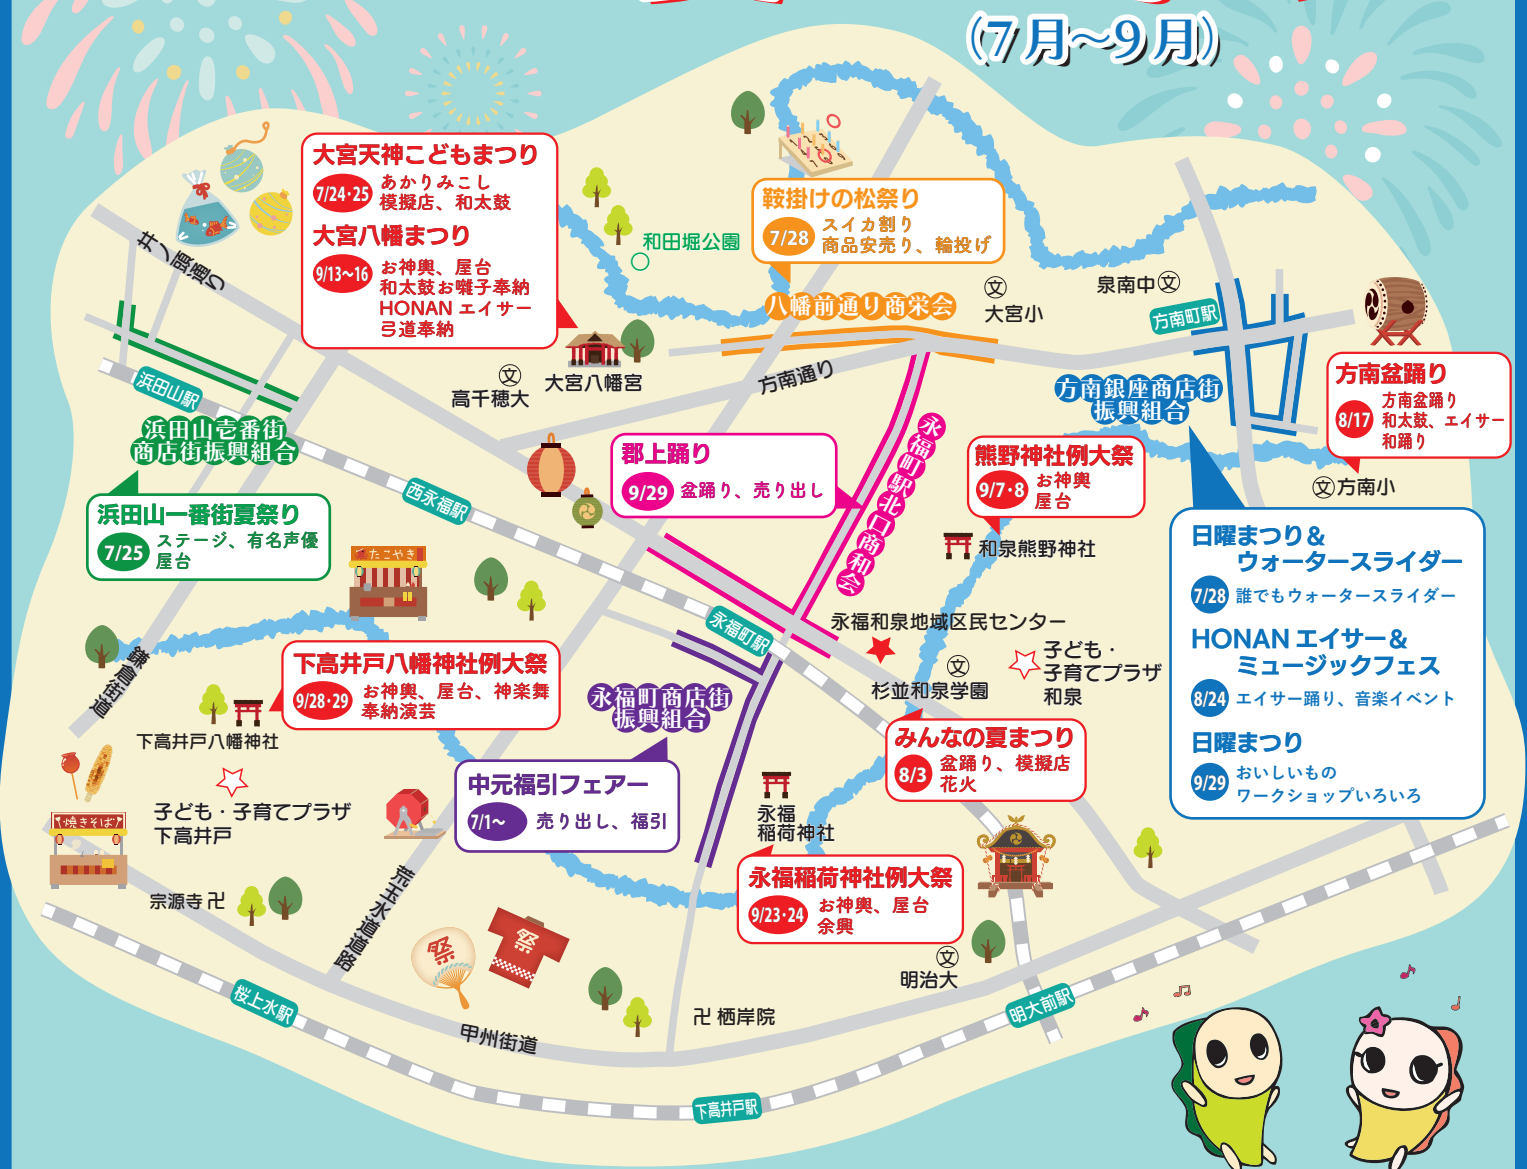 (7月～9月)
大宮天神こどもまつり
7/24・25
あかりみこし
模擬店、和太鼓
大宮八幡まつり
9/13～16
お神輿、屋台
和太鼓お囃子奉納
HONAN エイサー
弓道奉納
和田堀公園
鞍掛けの松祭り
7/28
スイカ割り
商品安売り、輪投げ
八幡前通り商栄会
井ノ頭通り
文
大宮小
泉南中
文
方南町駅
方南盆踊り
8/17
方南盆踊り
和太鼓、エイサー
和踊り
文
方南小
浜田山駅
浜田山壱番街
商店街振興組合
文
高千穂大
大宮八幡宮
方南通り
方南銀座商店街
振興組合
浜田山一番街夏祭り
7/25
ステージ、有名声優
屋台
西永福駅
郡上踊り
9/29
盆踊り、売り出し
永福町駅北口商和会
熊野神社例大祭
9/7・8
お神輿
屋台
和泉熊野神社
日曜まつり＆
ウォータースライダー
7/28
誰でもウォータースライダー
HONAN エイサー＆
ミュージックフェス
8/24
エイサー踊り、音楽イベント
日曜まつり
9/29
おいしいもの
ワークショップいろいろ
たこやき
永福町駅
永福和泉地域区民センター
文
杉並和泉学園
子ども・
子育てプラザ
和泉
鎌倉街道
下高井戸八幡神社例大祭
9/28・29
お神輿、屋台、神楽舞
奉納演芸
下高井戸八幡神社
永福町商店街
振興組合
みんなの夏まつり
8/3
盆踊り、模擬店
花火
中元福引フェアー
7/1～
売り出し、福引
子ども・子育てプラザ
下高井戸
焼きそば
永福
稲荷神社
永福稲荷神社例大祭
9/23・24
お神輿、屋台
余興
宗源寺 卍
荒玉水道道路
祭
祭
文
明治大
桜上水駅
甲州街道
卍 栖岸院
明大前駅
下高井戸駅